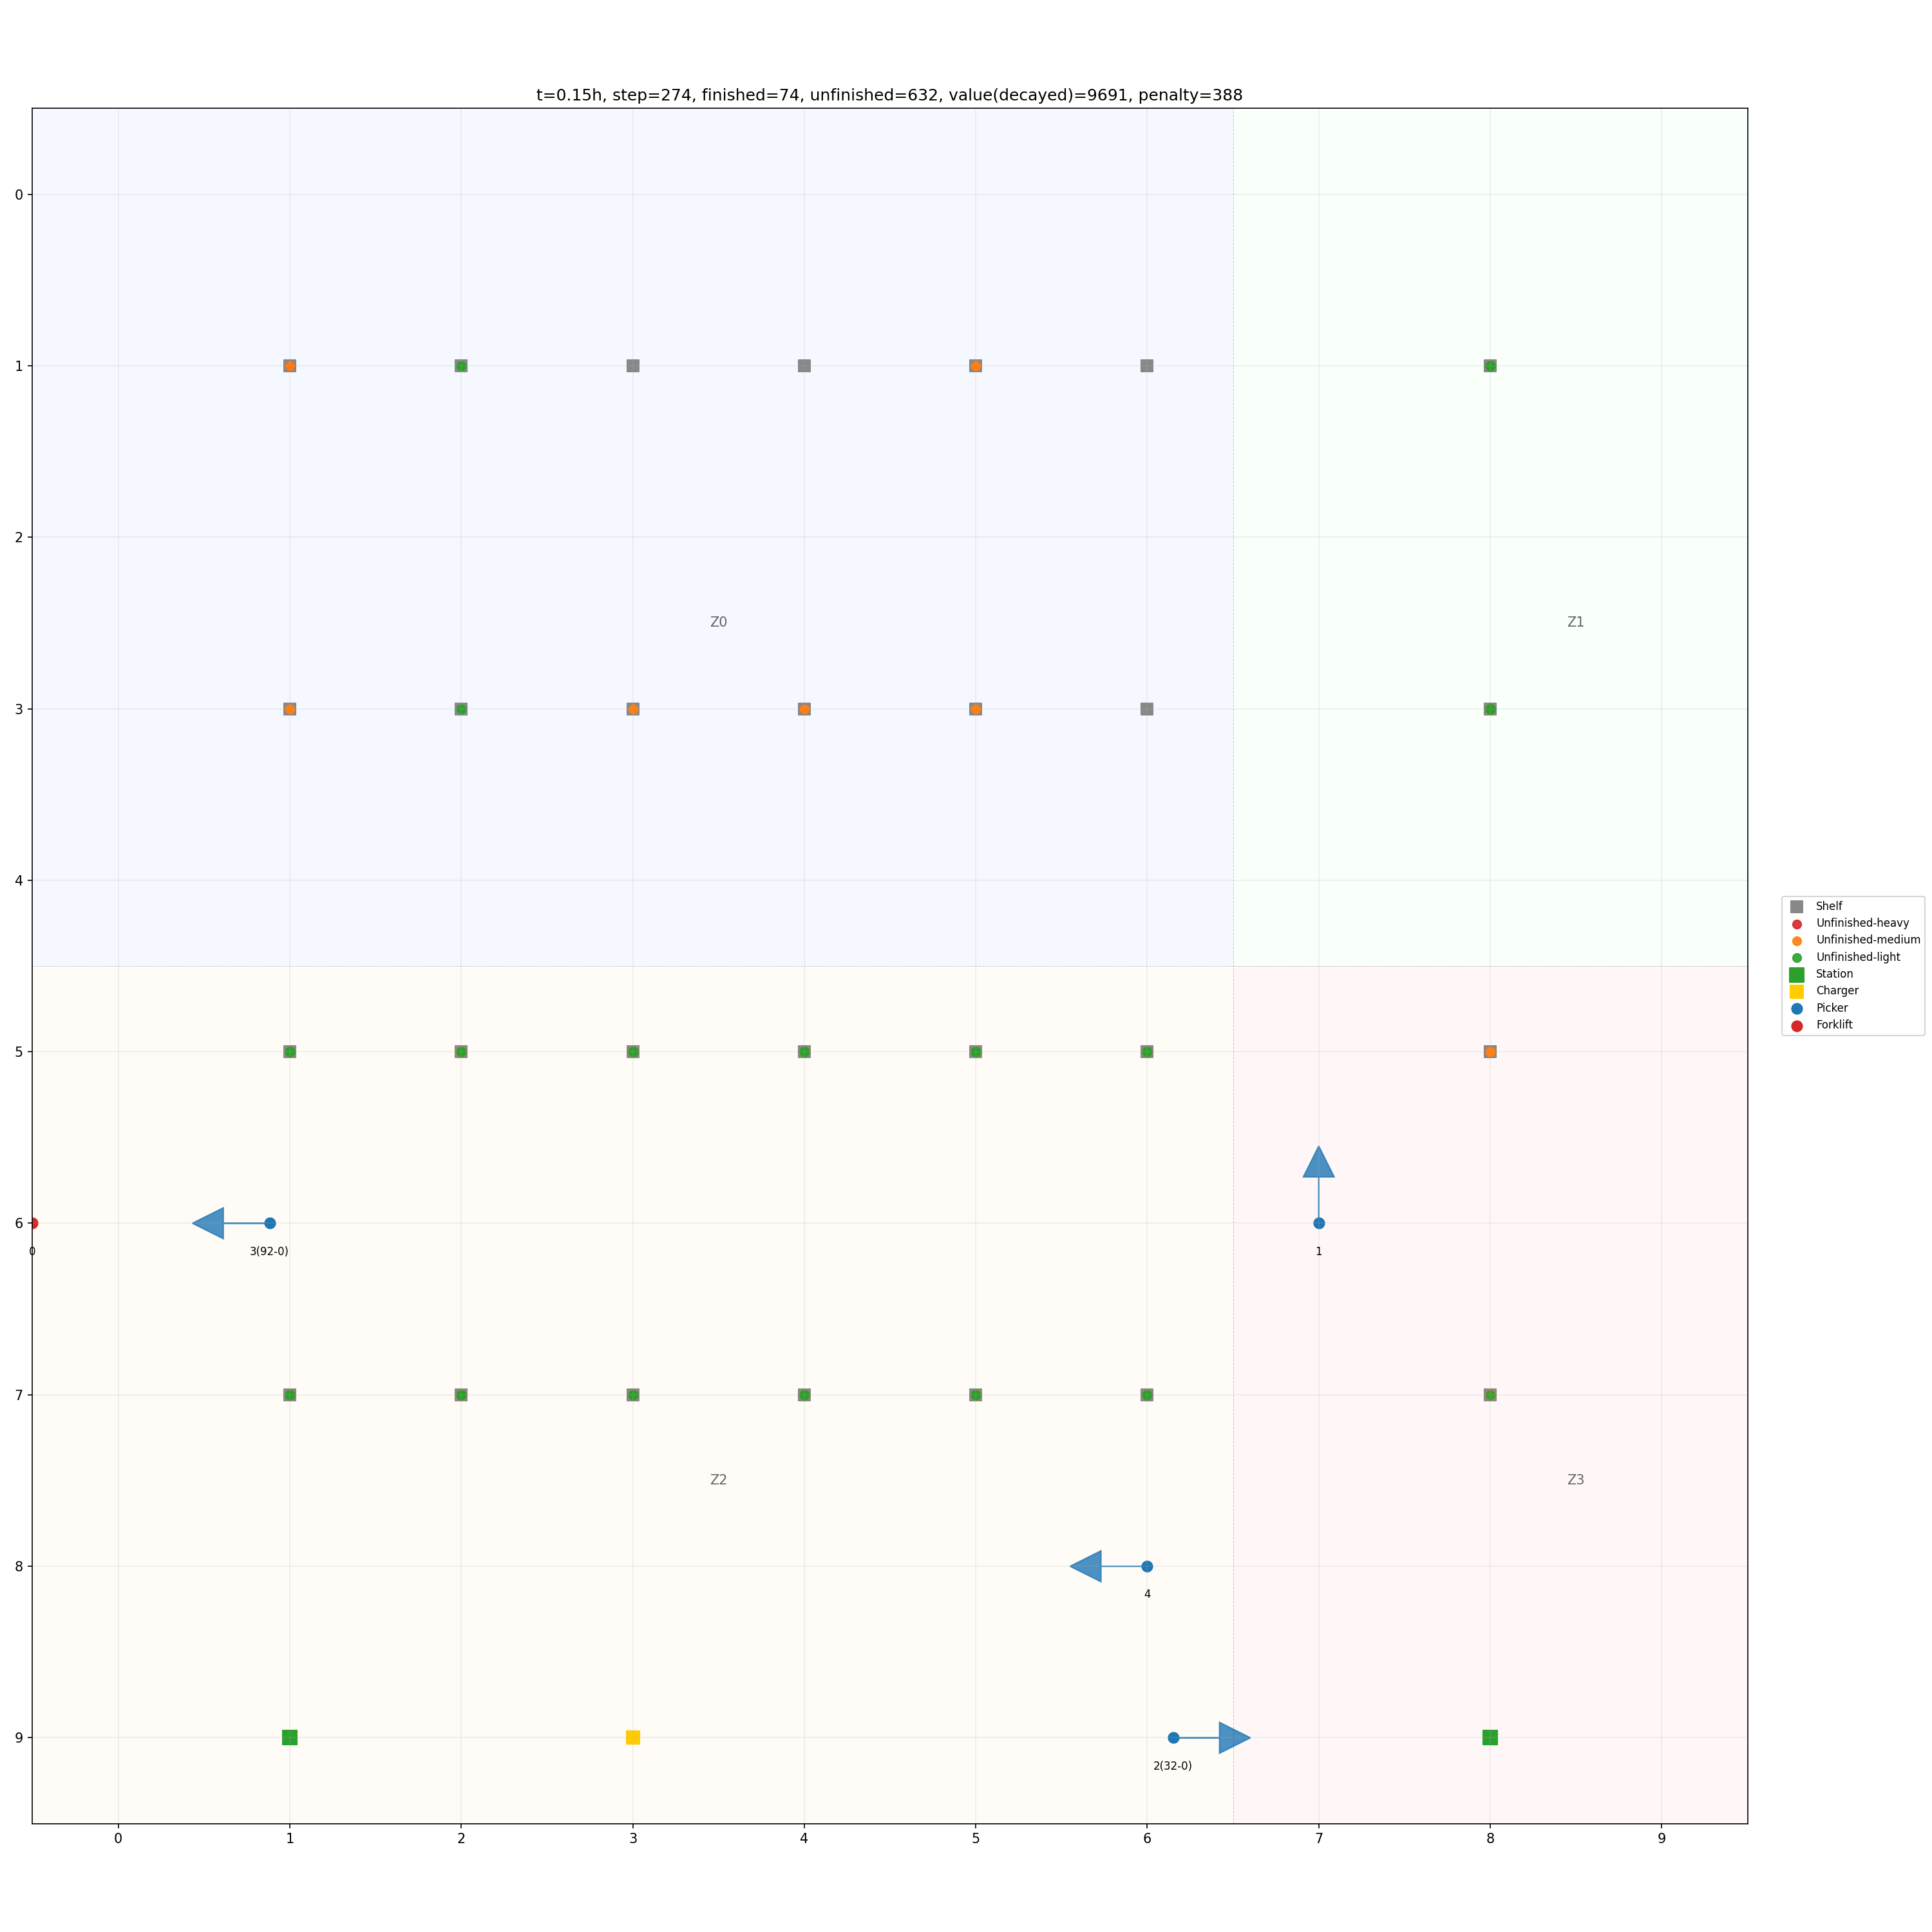 t=0.15h, step=274, finished=74, unfinished=632, value(decayed)=9691, penalty=388
0
1
2
Z0
Z1
3
4
Shelf
Unfinished-heavy
Unfinished-medium
Unfinished-light
Station
Charger
Picker
Forklift
5
6
0
3(92-0)
1
7
Z2
Z3
8
4
9
2(32-0)
0 1 2 3 4 5 6 7 8 9